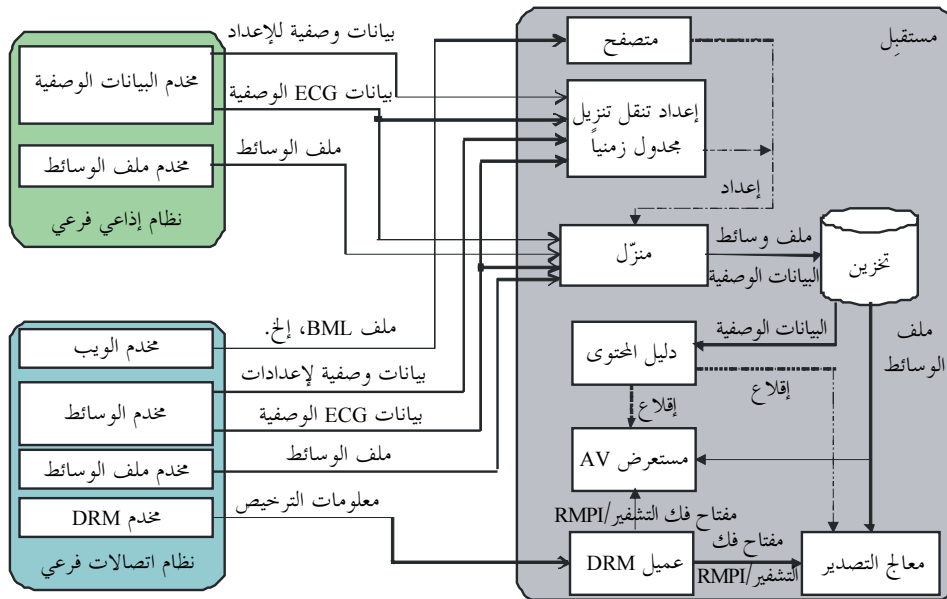 مستقبِل
متصفح
إعداد تنقل تنزيل
مجدول زمنياً
إعداد
منزّل
ملف وسائط
البيانات الوصفية
تخزين
البيانات الوصفية
ملف
الوسائط
دليل المحتوى
إقلاع
إقلاع
مستعرض AV
مفتاح فك التشفير/RMPI
عميل DRM
مفتاح فك
التشفير/RMPI
معالج التصدير
بيانات وصفية للإعداد
بيانات ECG الوصفية
ملف الوسائط
مخدم البيانات الوصفية
مخدم ملف الوسائط
نظام إذاعي فرعي
ملف BML، إلخ.
بيانات وصفية لإعدادات
بيانات ECG الوصفية
ملف الوسائط
معلومات الترخيص
مخدم الويب
مخدم الوسائط
مخدم ملف الوسائط
مخدم DRM
نظام اتصالات فرعي